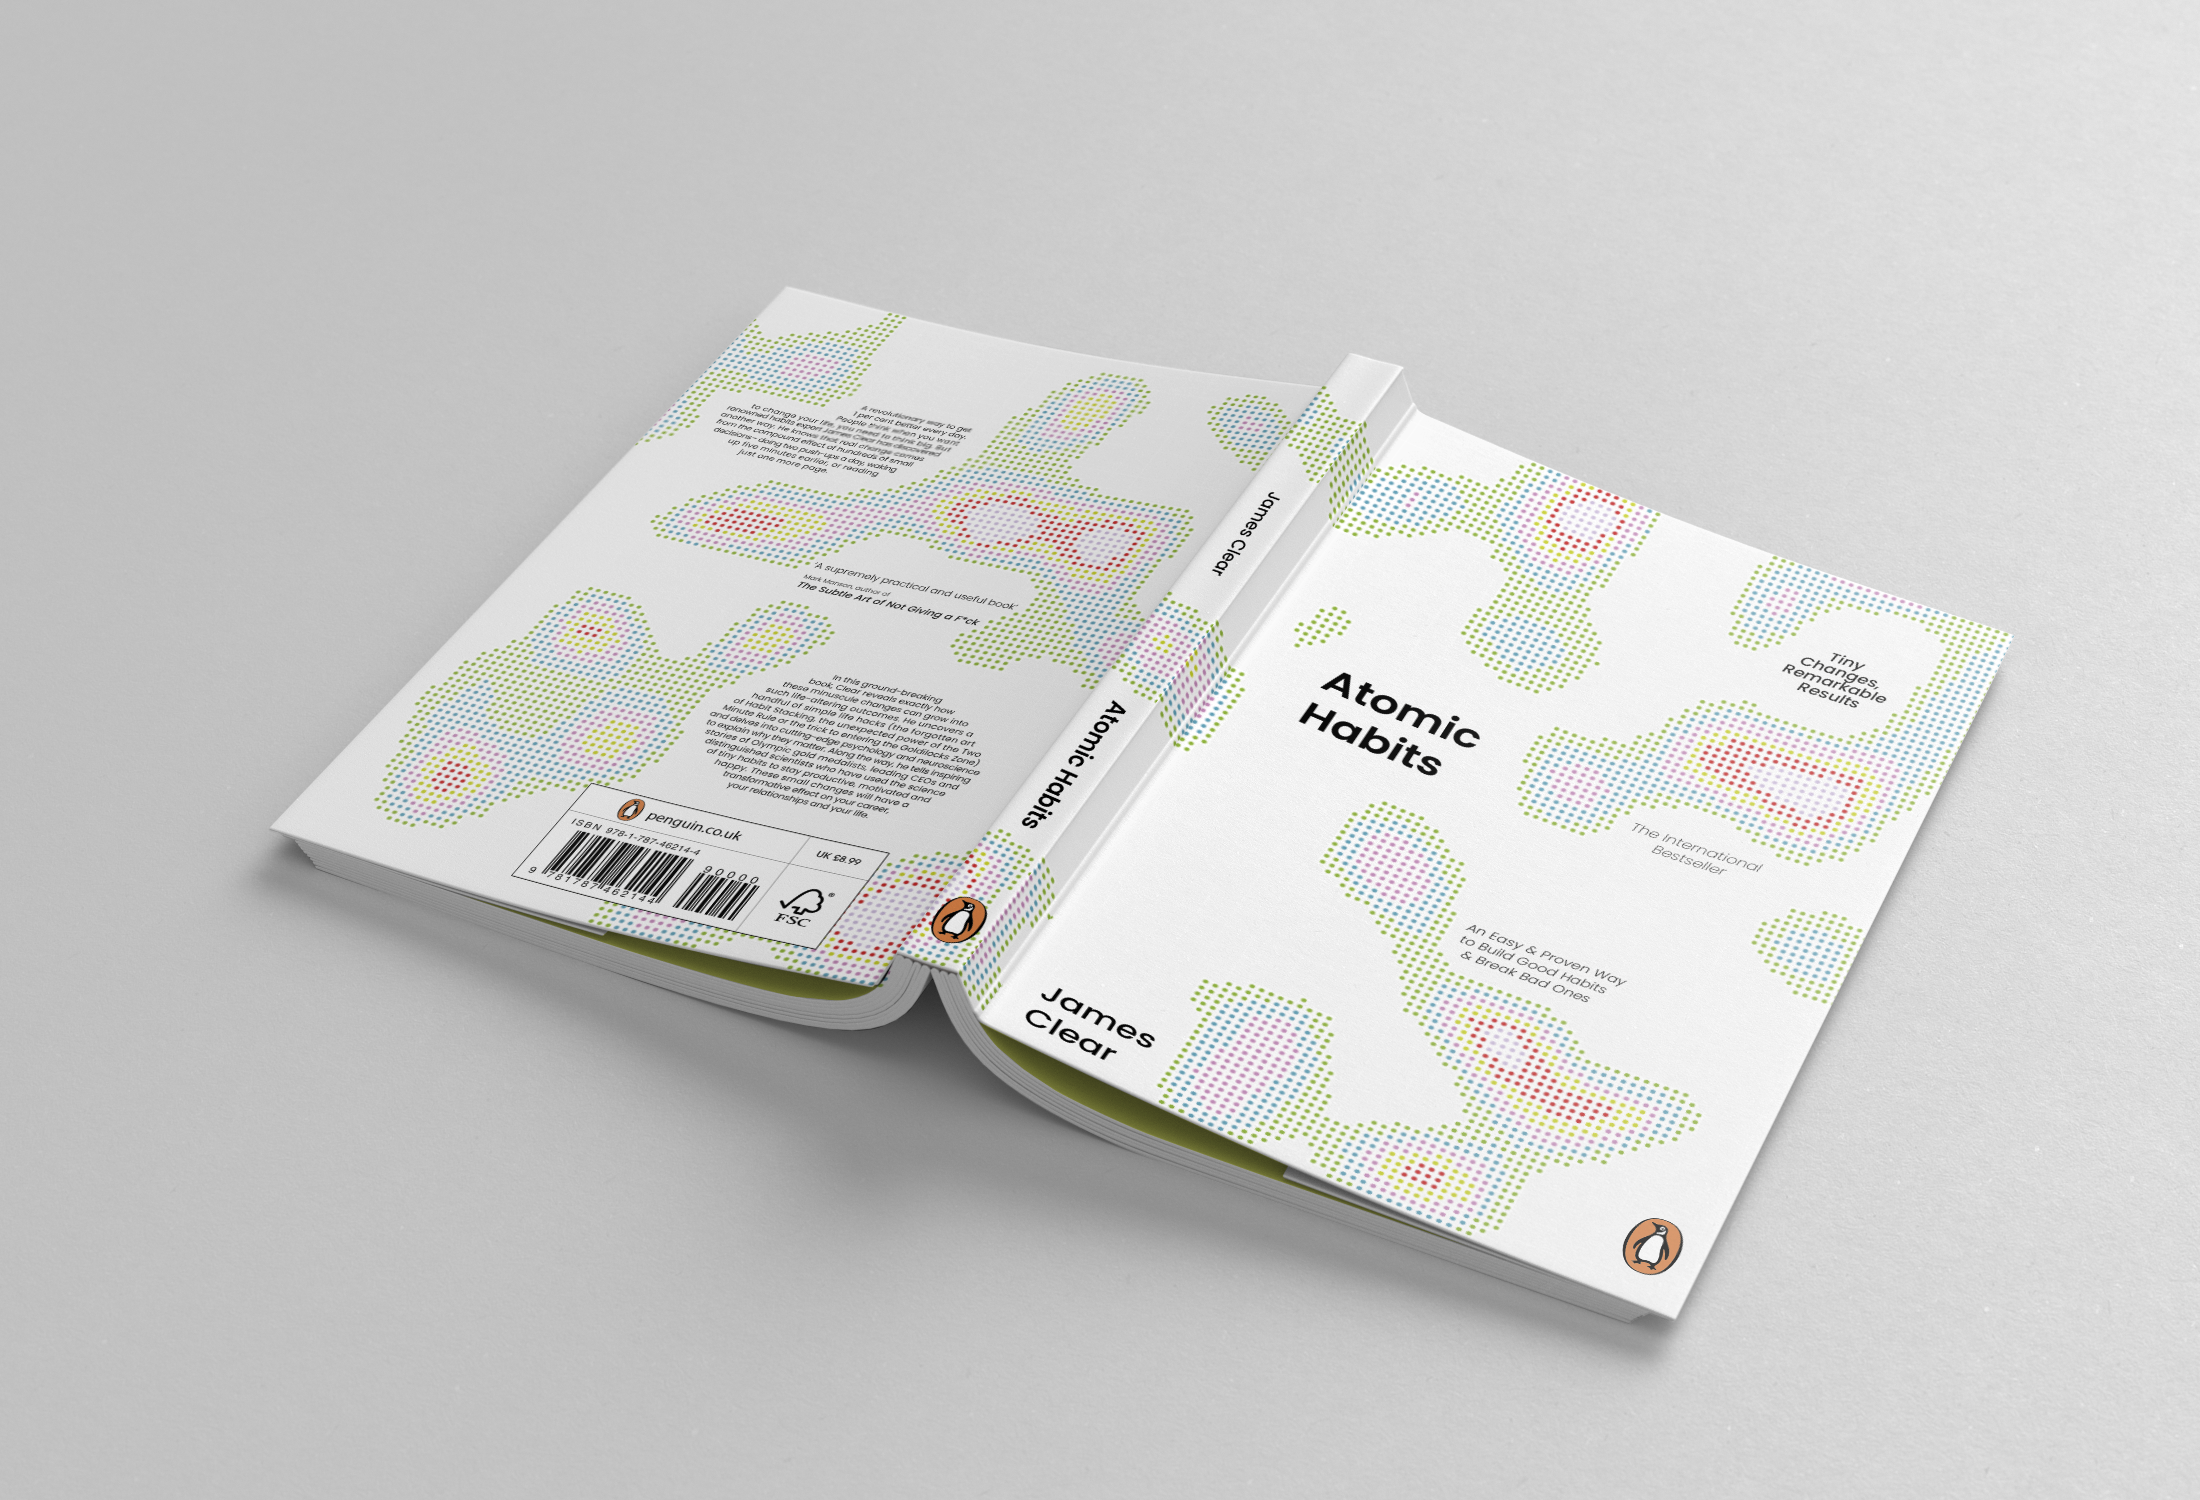 A revolutionary way to get
1 per cent better every day.
People think when you want
to change your life, you need to think big. But
renowned habits expert James Clear has discovered
another way. He knows that real change comes
from the compound effect of hundreds of small
decisions–doing two push-ups a day, waking
up five minutes earlier, or reading
just one more page.
'A supremely practical and useful book'
Mark Manson, author of
The Subtle Art of Not Giving a F*ck
In this ground-breaking
book, Clear reveals exactly how
these minuscule changes can grow into
such life-altering outcomes. He uncovers a
handful of simple life hacks (the forgotten art
of Habit Stacking, the unexpected power of the Two
Minute Rule or the trick to entering the Goldilocks Zone)
and delves into cutting-edge psychology and neuroscience
to explain why they matter. Along the way, he tells inspiring
stories of Olympic gold medalists, leading CEOs and
distinguished scientists who have used the science
of tiny habits to stay productive, motivated and
happy. These small changes will have a
transformative effect on your career,
your relationships and your life.
penguin.co.uk
ISBN 978-1-787-46214-4
90000
9 781787 462144
UK £8.99
®
FSC
James Clear
Atomic Habits
Tiny
Changes,
Remarkable
Results
Atomic
Habits
The International
Bestseller
An Easy & Proven Way
to Build Good Habits
& Break Bad Ones
James
Clear